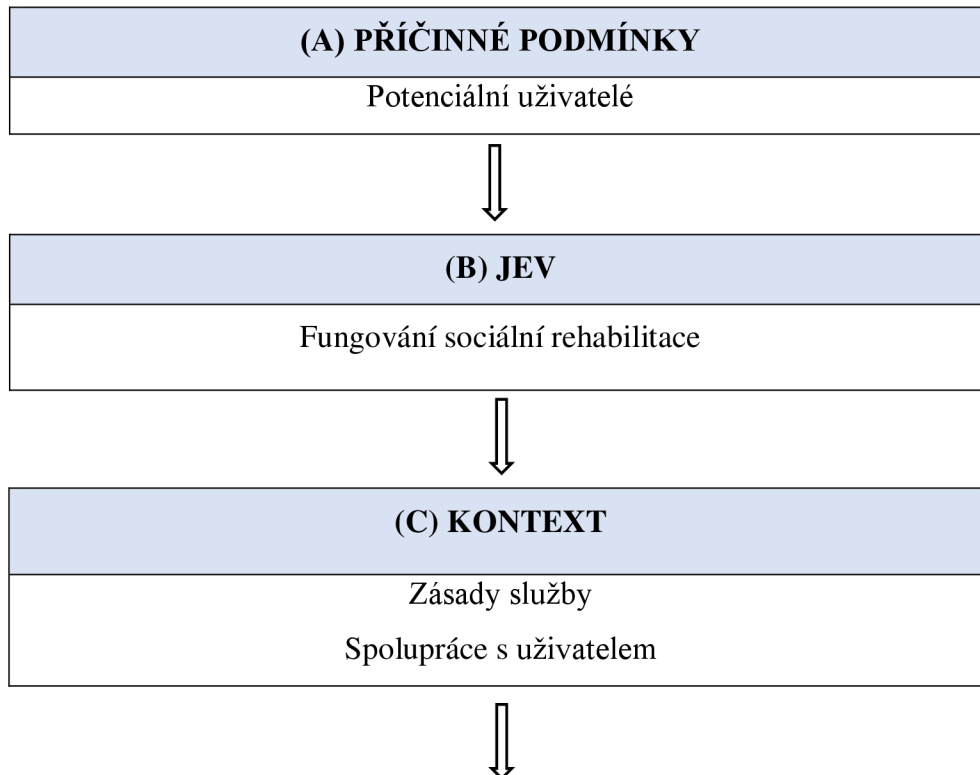 (A) PŘÍČINNÉ PODMÍNKY
Potenciální uživatelé
(B) JEV
Fungování sociální rehabilitace
(C) KONTEXT
Zásady služby
Spolupráce s uživatelem